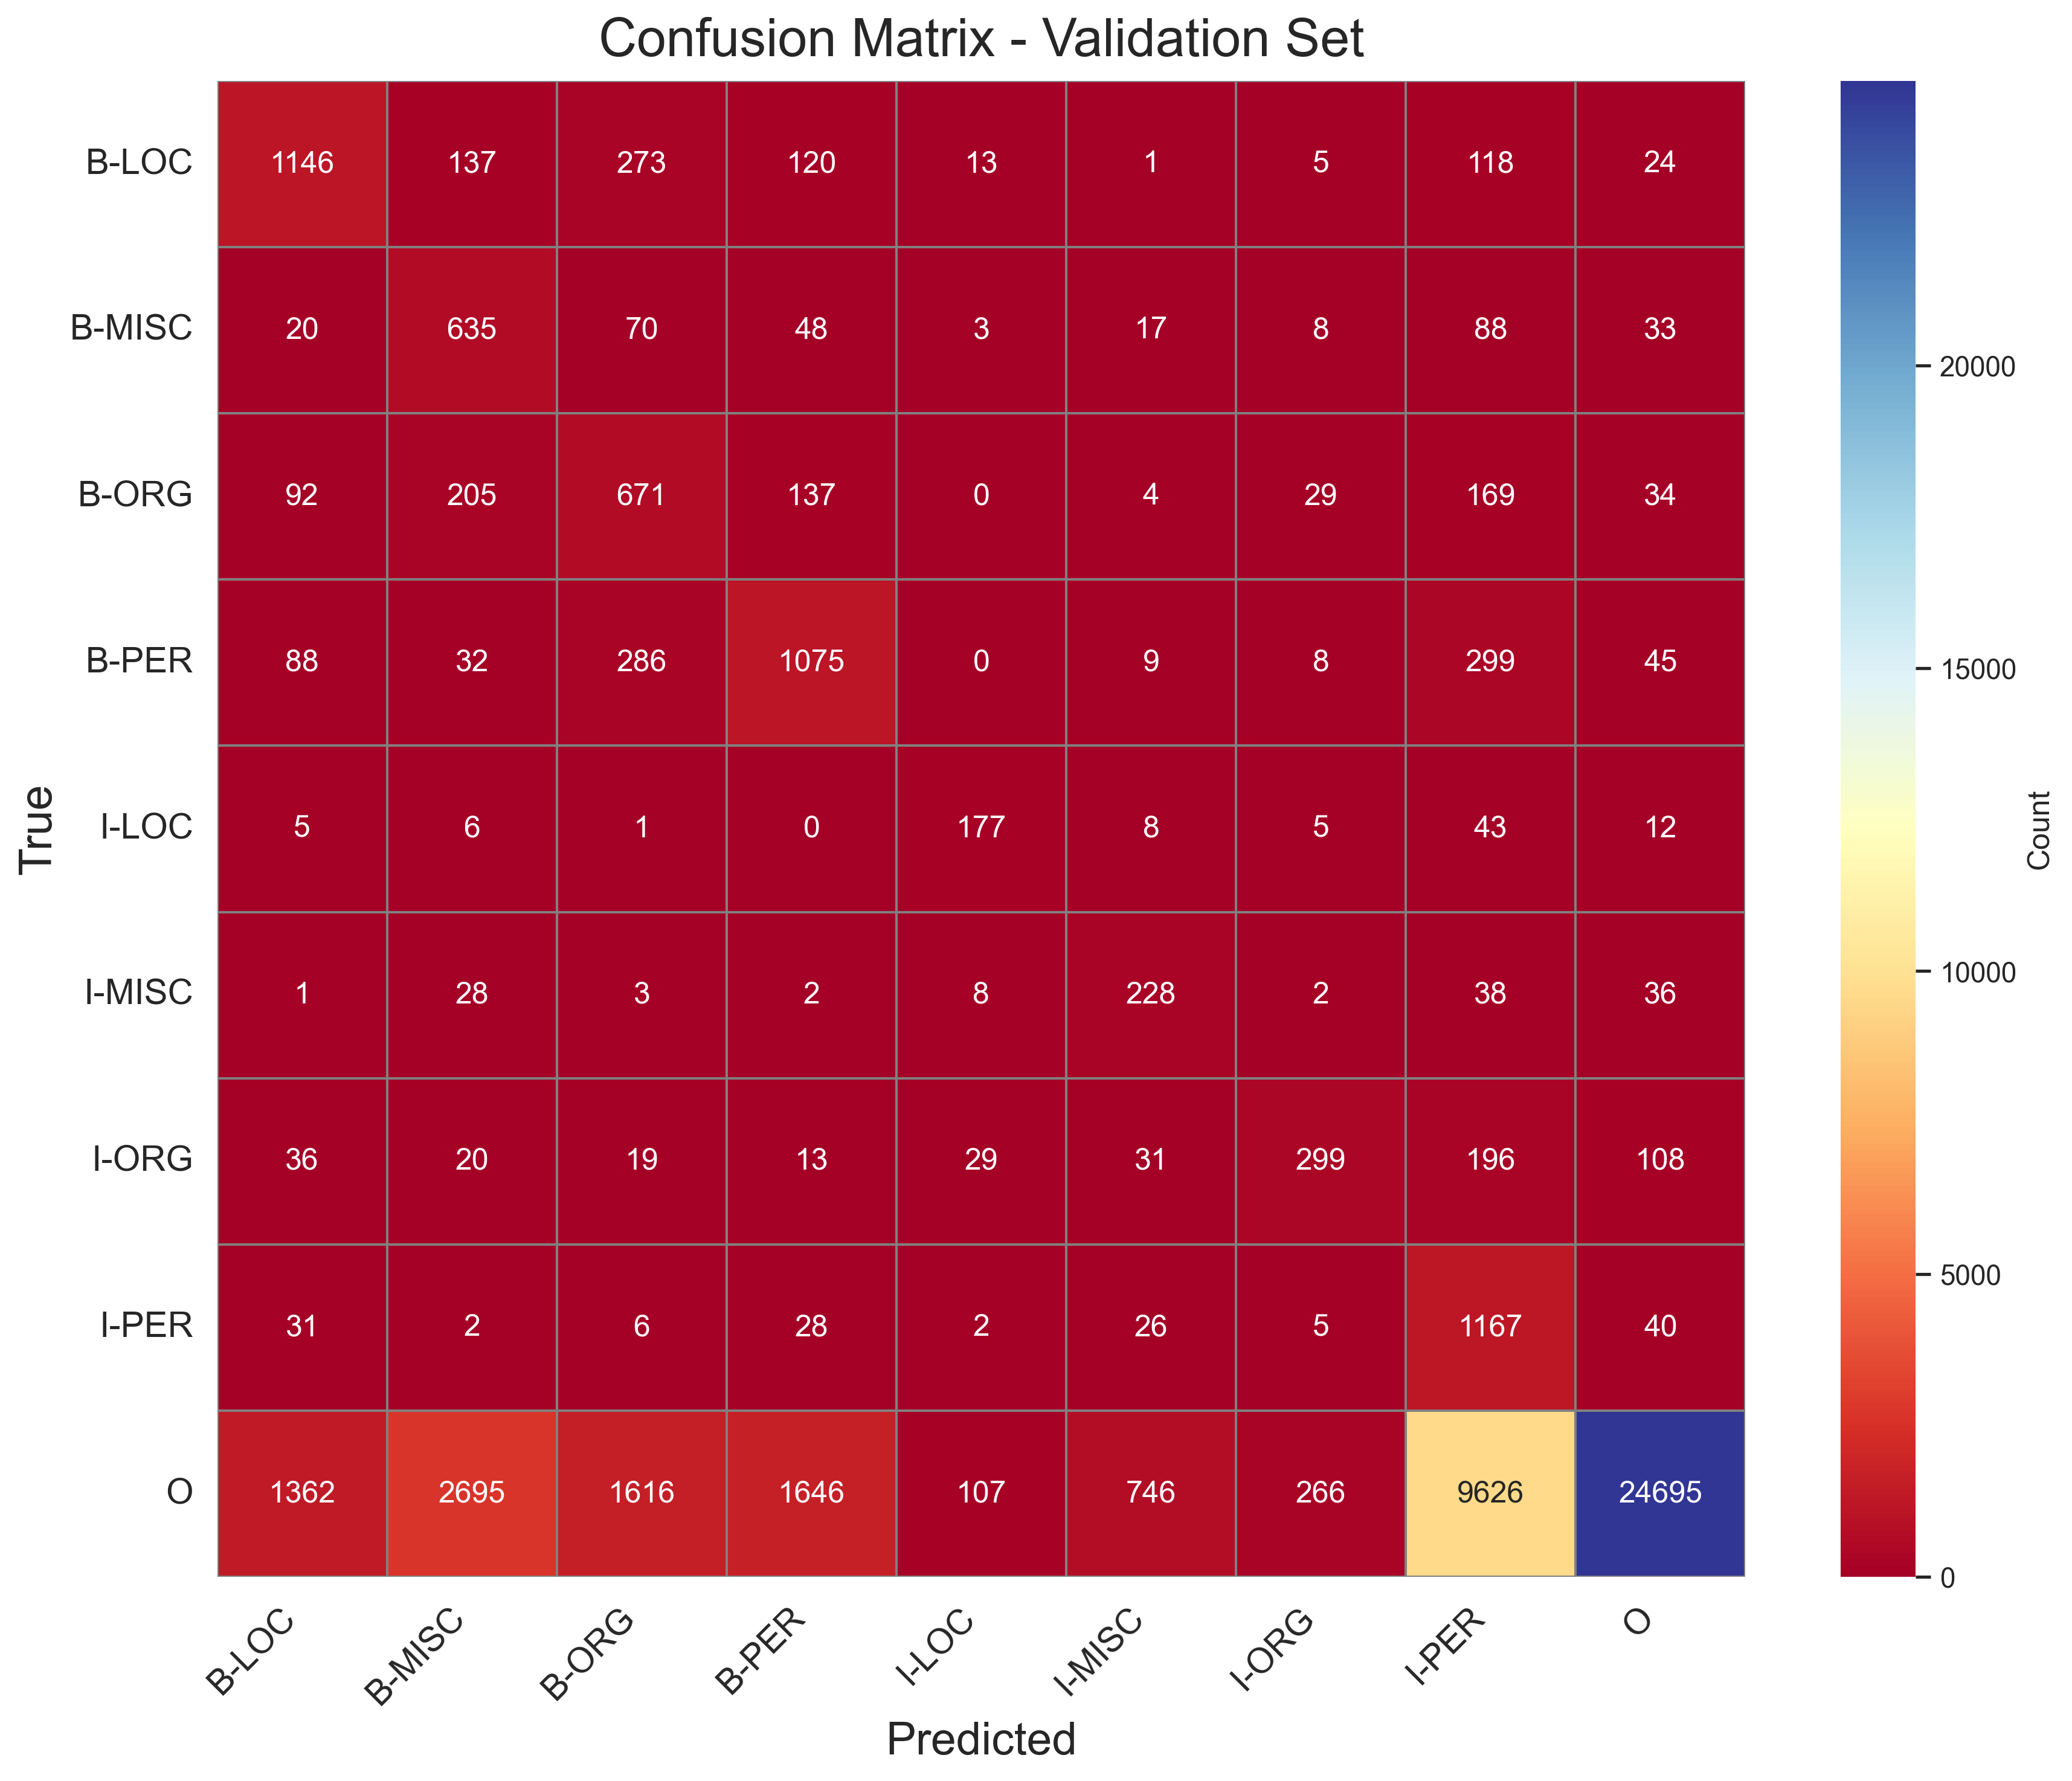 Confusion Matrix - Validation Set
B-LOC 1146 137 273 120 13 1 5 118 24
B-MISC 20 635 70 48 3 17 8 88 33
B-ORG 92 205 671 137 0 4 29 169 34
B-PER 88 32 286 1075 0 9 8 299 45
I-LOC 5 6 1 0 177 8 5 43 12
I-MISC 1 28 3 2 8 228 2 38 36
I-ORG 36 20 19 13 29 31 299 196 108
I-PER 31 2 6 28 2 26 5 1167 40
O 1362 2695 1616 1646 107 746 266 9626 24695
B-LOC B-MISC B-ORG B-PER I-LOC I-MISC I-ORG I-PER O
Predicted
True
20000
15000
10000
5000
0
Count